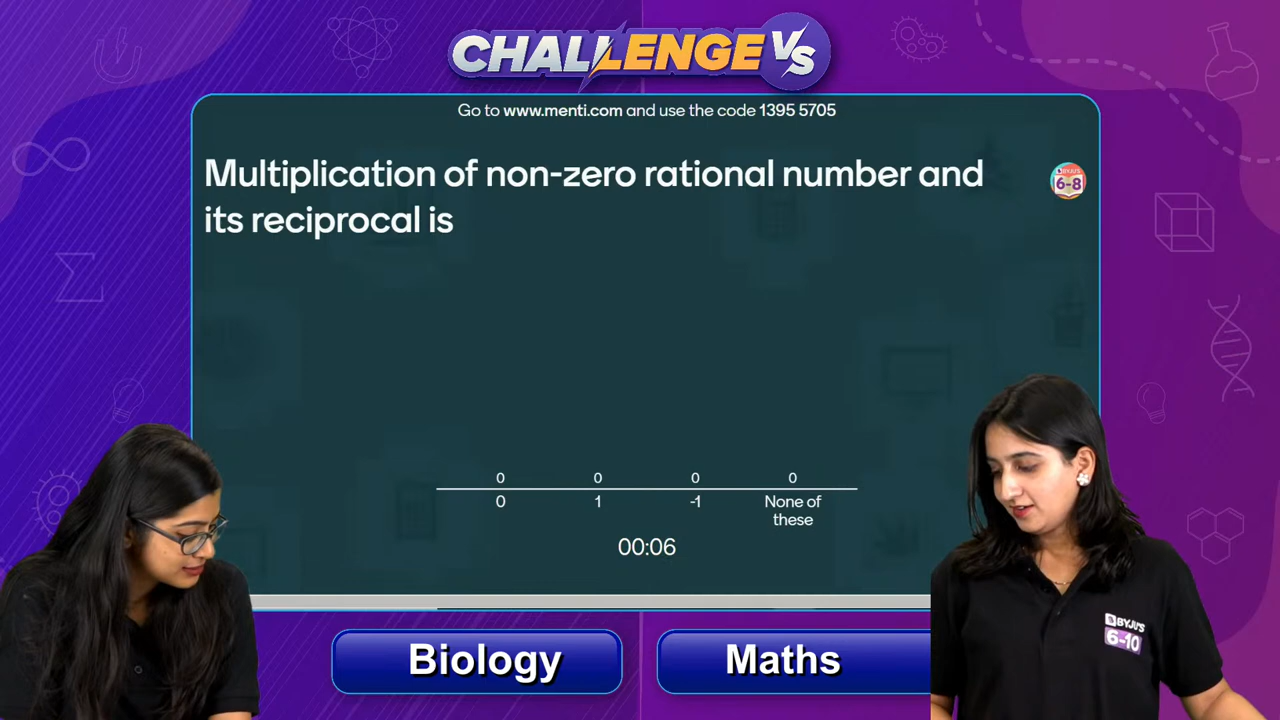 CHALLENGE VS
Go to www.menti.com and use the code 1395 5705
Multiplication of non-zero rational number and
its reciprocal is
BYJU'S
6-8
0 0 0 0
0 1 -1 None of
these
00:06
BYJU'S
6-10
Biology Maths